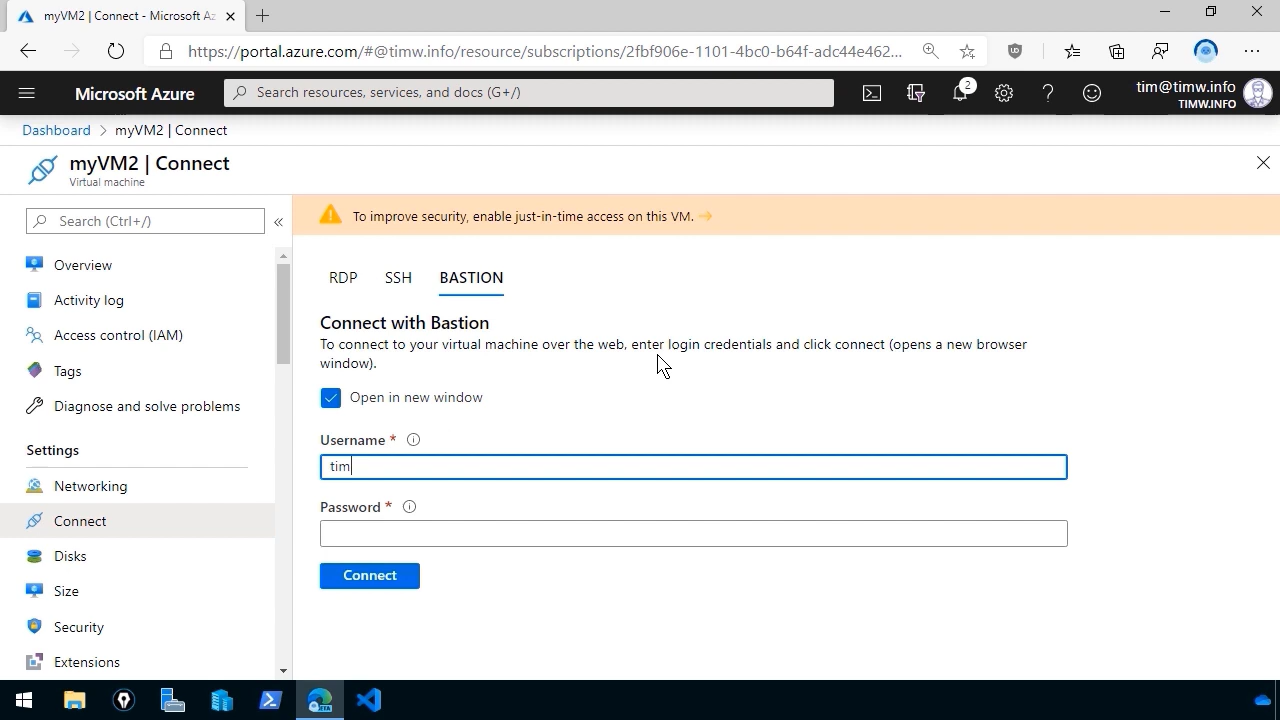 myVM2 | Connect - Microsoft Az
https://portal.azure.com/#@timw.info/resource/subscriptions/2fbf906e-1101-4bc0-b64f-adc44e462...
Microsoft Azure
Search resources, services, and docs (G+/)
2
tim@timw.info
TIMW.INFO
Dashboard > myVM2 | Connect
myVM2 | Connect
Virtual machine
Search (Ctrl+/)
Overview
Activity log
Access control (IAM)
Tags
Diagnose and solve problems
Settings
Networking
Connect
Disks
Size
Security
Extensions
To improve security, enable just-in-time access on this VM.
RDP SSH BASTION
Connect with Bastion
To connect to your virtual machine over the web, enter login credentials and click connect (opens a new browser
window).
Open in new window
Username *
tim
Password *
Connect